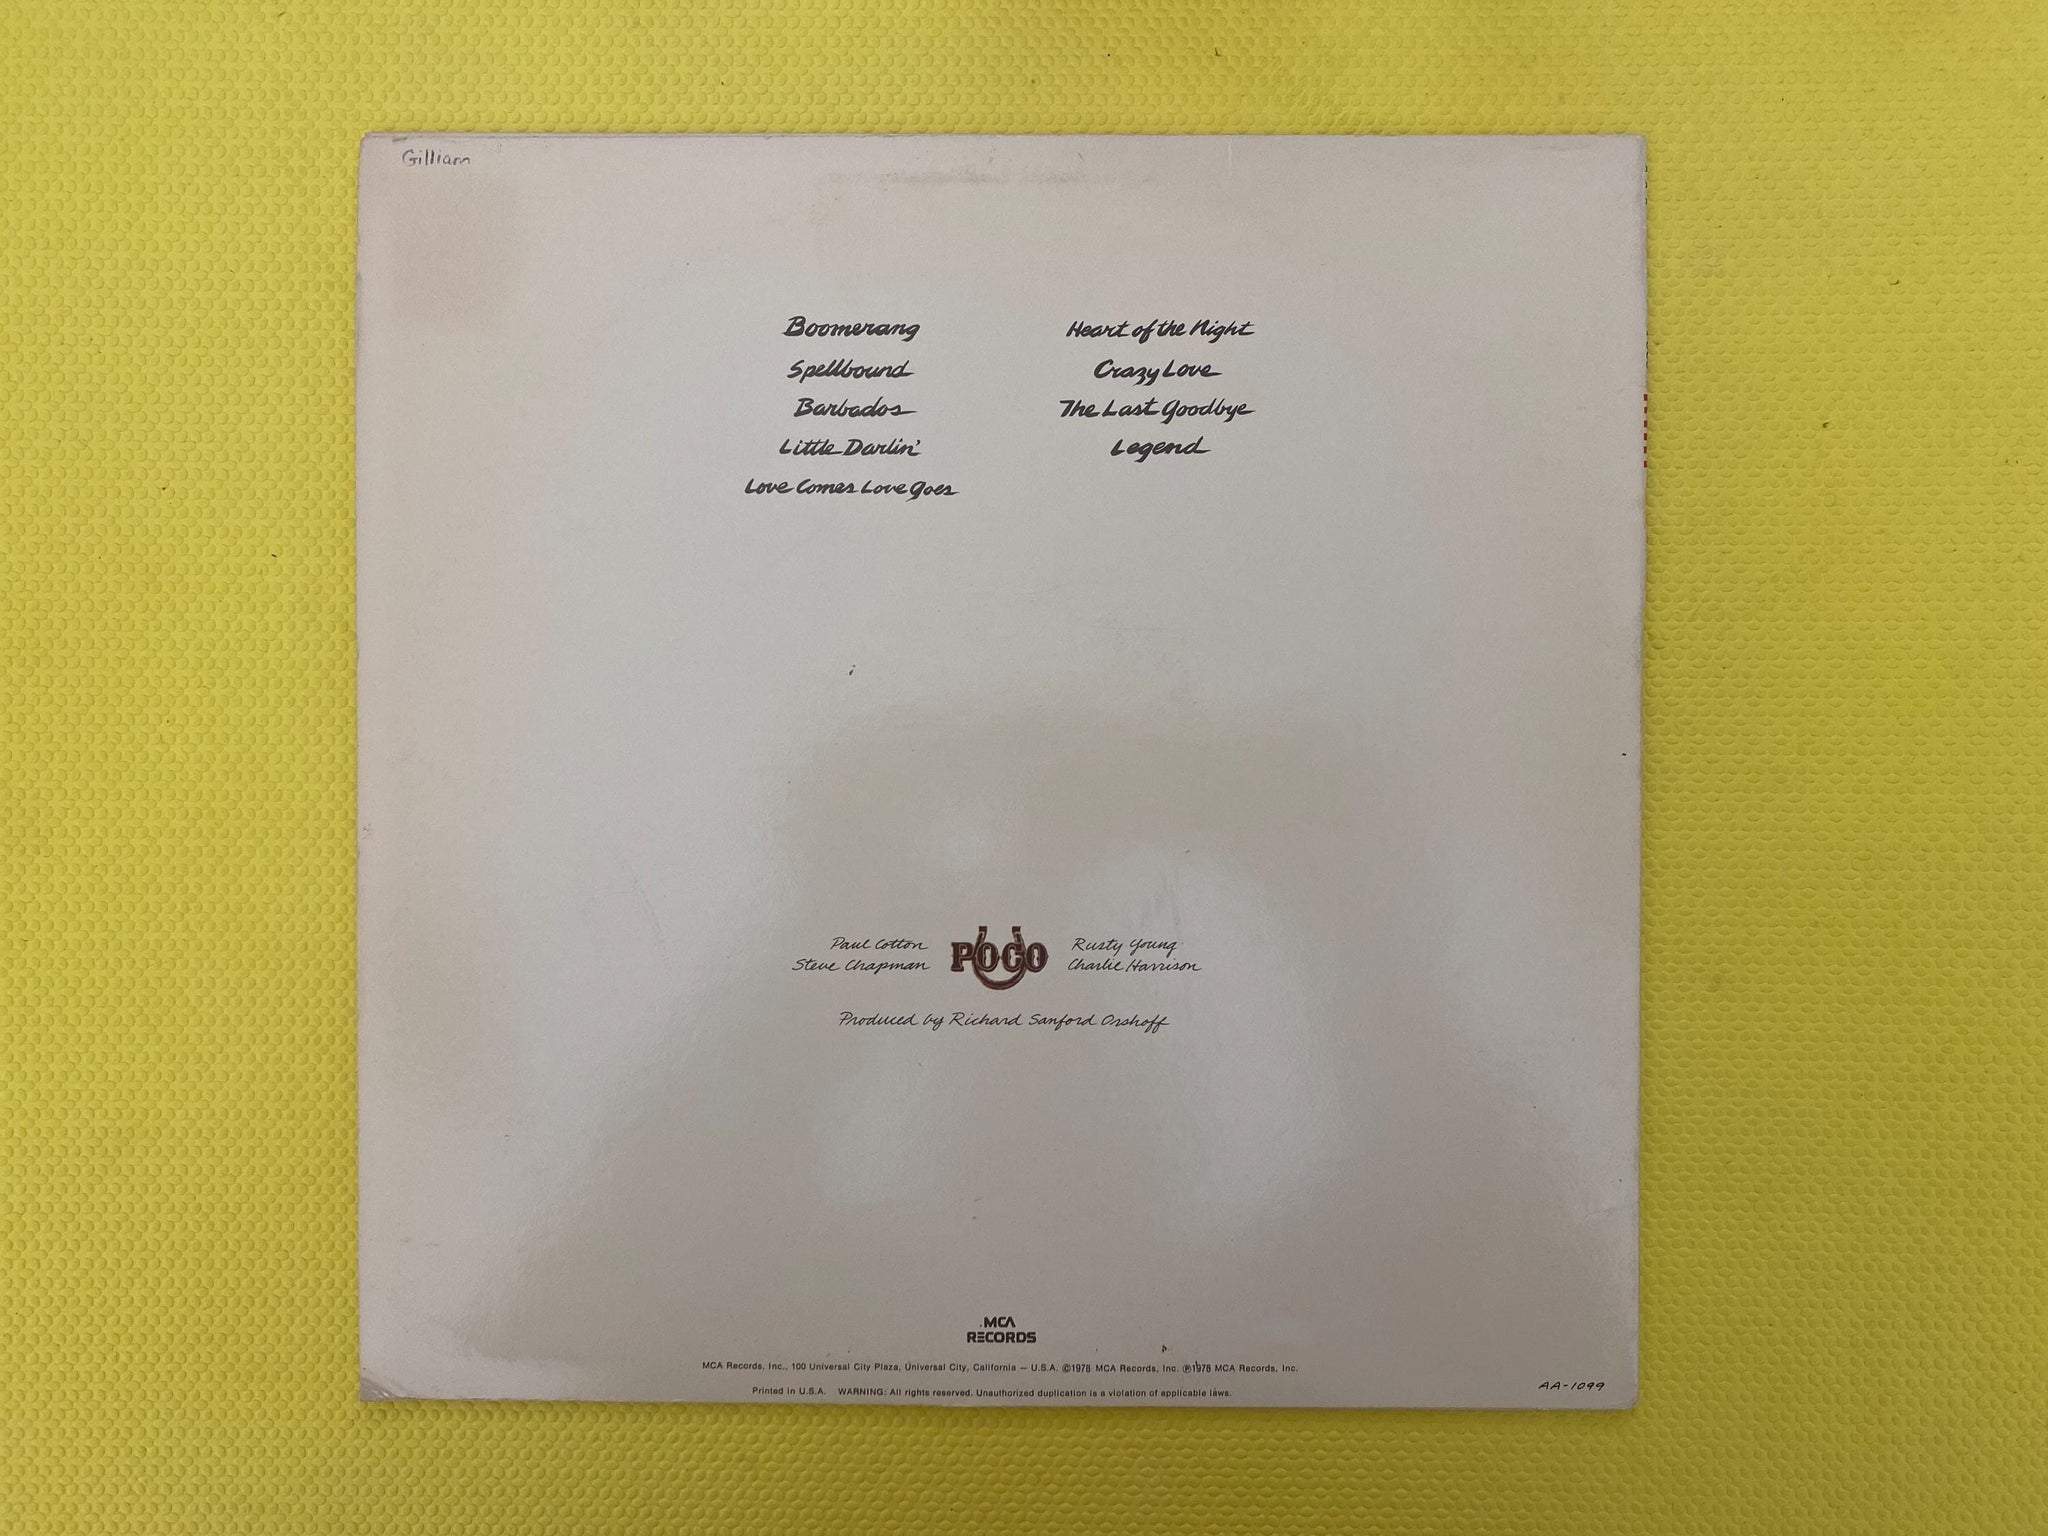 Gilliam
Boomerang
Spellbound
Barbados
Little Darlin'
Love Comes Love Goes
Heart of the Night
Crazy Love
The Last Goodbye
Legend
Paul Cotton
Steve Chapman
POCO
Rusty Young
Charlie Harrison
Produced by Richard Sanford Orshoff
MCA
RECORDS
MCA Records, Inc., 100 Universal City Plaza, Universal City, California — U.S.A. ©1978 MCA Records, Inc. ℗1978 MCA Records, Inc.
Printed in U.S.A. WARNING: All rights reserved. Unauthorized duplication is a violation of applicable laws.
AA-1099